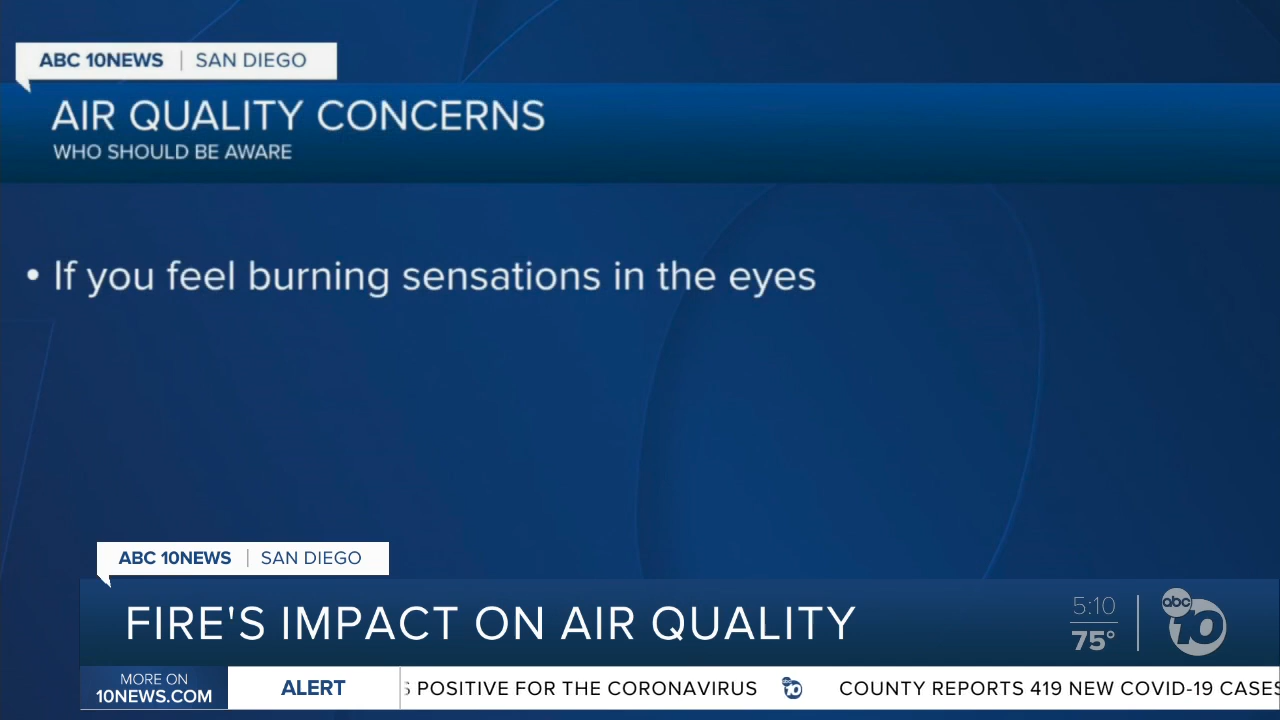 ABC 10NEWS | SAN DIEGO
AIR QUALITY CONCERNS
WHO SHOULD BE AWARE
• If you feel burning sensations in the eyes
ABC 10NEWS | SAN DIEGO
FIRE'S IMPACT ON AIR QUALITY
5:10
75°
abc 10
MORE ON
10NEWS.COM
ALERT
POSITIVE FOR THE CORONAVIRUS abc 10 COUNTY REPORTS 419 NEW COVID-19 CASES